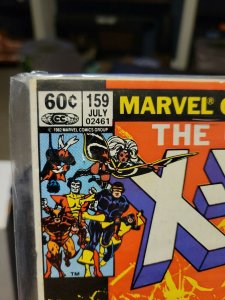 60¢
159
JULY
02461
CC
© 1982 MARVEL COMICS GROUP
MARVEL
THE
X-
TM